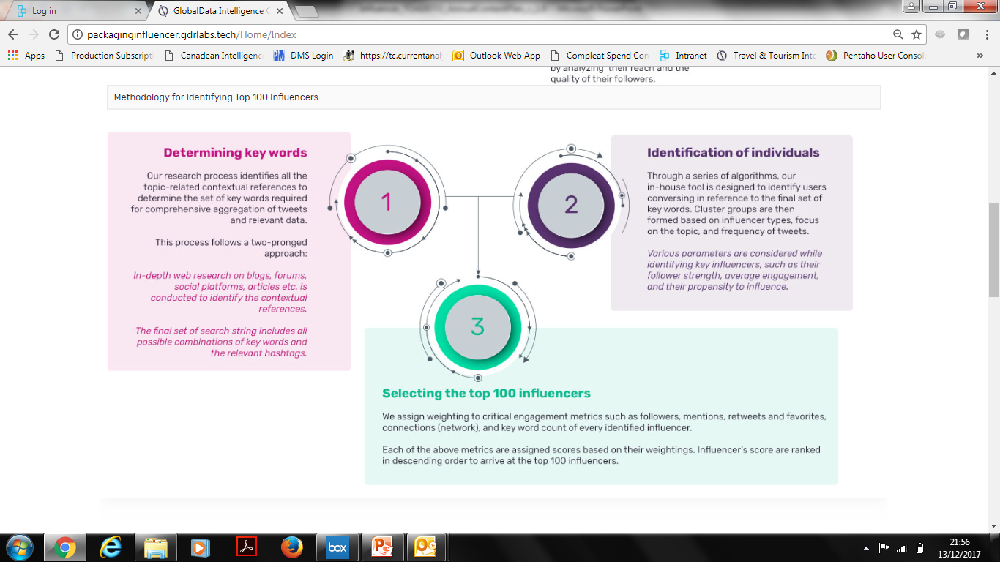 Log in
GlobalData Intelligence C
packaginginfluencer.gdrlabs.tech/Home/Index
Apps
Production Subscript
Canadean Intelligenc
PM
DMS Login
https://tc.currentanal
Outlook Web App
Compleat Spend Con
Intranet
Travel & Tourism Inte
Pentaho User Consol
»
by analyzing their reach and the
quality of their followers.
Methodology for Identifying Top 100 Influencers
Determining key words
Our research process identifies all the
topic-related contextual references to
determine the set of key words required
for comprehensive aggregation of tweets
and relevant data.
This process follows a two-pronged
approach:
In-depth web research on blogs, forums,
social platforms, articles etc. is
conducted to identify the contextual
references.
The final set of search string includes all
possible combinations of key words and
the relevant hashtags.
1
2
Identification of individuals
Through a series of algorithms, our
in-house tool is designed to identify users
conversing in reference to the final set of
key words. Cluster groups are then
formed based on influencer types, focus
on the topic, and frequency of tweets.
Various parameters are considered while
identifying key influencers, such as their
follower strength, average engagement,
and their propensity to influence.
3
Selecting the top 100 influencers
We assign weighting to critical engagement metrics such as followers, mentions, retweets and favorites,
connections (network), and key word count of every identified influencer.
Each of the above metrics are assigned scores based on their weightings. Influencer's score are ranked
in descending order to arrive at the top 100 influencers.
box
21:56
13/12/2017